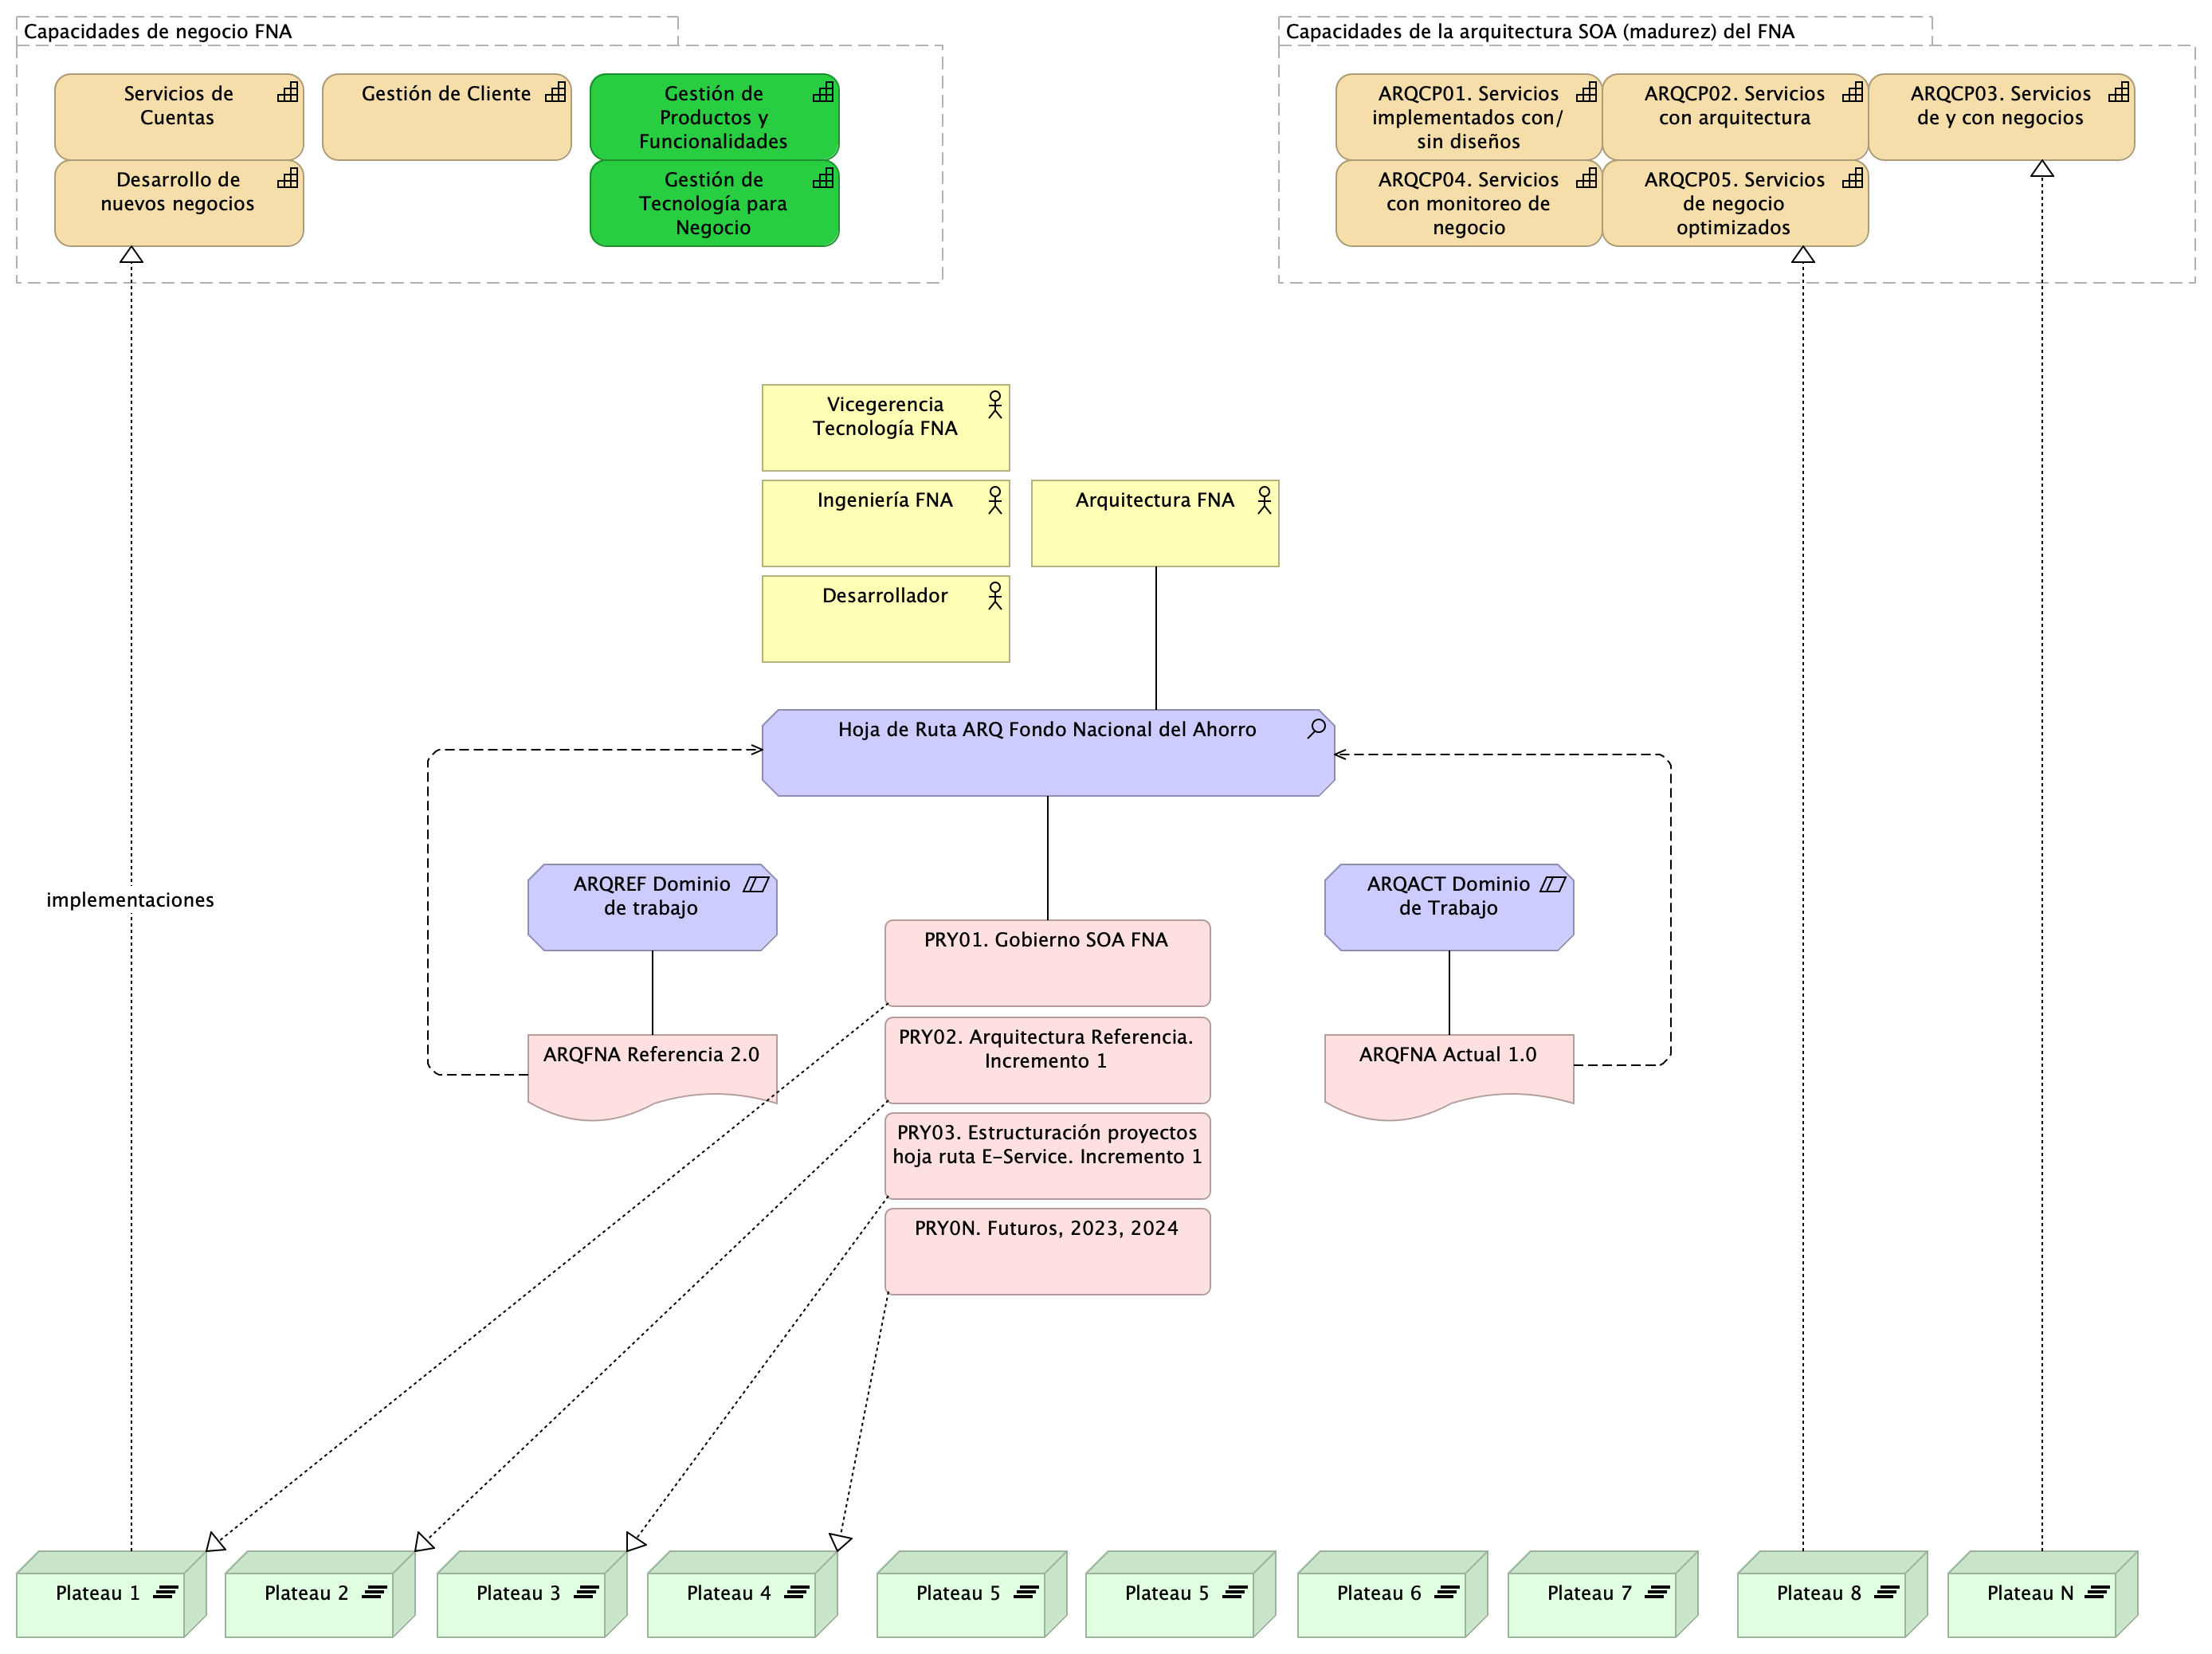 Capacidades de negocio FNA
Servicios de
Cuentas
Gestión de Cliente
Gestión de
Productos y
Funcionalidades
Desarrollo de
nuevos negocios
Gestión de
Tecnología para
Negocio
Capacidades de la arquitectura SOA (madurez) del FNA
ARQCP01. Servicios
implementados con/
sin diseños
ARQCP02. Servicios
con arquitectura
ARQCP03. Servicios
de y con negocios
ARQCP04. Servicios
con monitoreo de
negocio
ARQCP05. Servicios
de negocio
optimizados
Vicegerencia
Tecnología FNA
Ingeniería FNA
Arquitectura FNA
Desarrollador
Hoja de Ruta ARQ Fondo Nacional del Ahorro
implementaciones
ARQREF Dominio
de trabajo
ARQACT Dominio
de Trabajo
PRY01. Gobierno SOA FNA
ARQFNA Referencia 2.0
PRY02. Arquitectura Referencia.
Incremento 1
ARQFNA Actual 1.0
PRY03. Estructuración proyectos
hoja ruta E-Service. Incremento 1
PRY0N. Futuros, 2023, 2024
Plateau 1
Plateau 2
Plateau 3
Plateau 4
Plateau 5
Plateau 5
Plateau 6
Plateau 7
Plateau 8
Plateau N